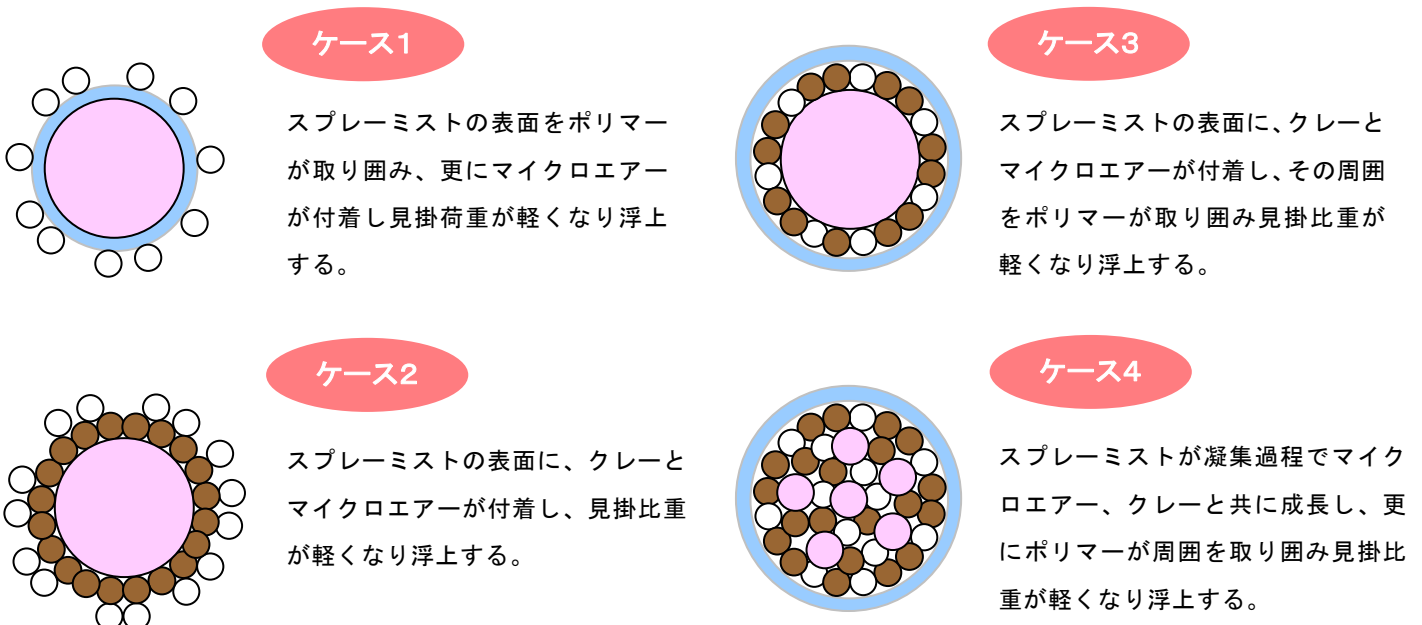 ケース1
スプレーミストの表面をポリマー
が取り囲み、更にマイクロエアー
が付着し見掛荷重が軽くなり浮上
する。
ケース2
スプレーミストの表面に、クレーと
マイクロエアーが付着し、見掛比重
が軽くなり浮上する。
ケース3
スプレーミストの表面に、クレーと
マイクロエアーが付着し、その周囲
をポリマーが取り囲み見掛比重が
軽くなり浮上する。
ケース4
スプレーミストが凝集過程でマイク
ロエアー、クレーと共に成長し、更
にポリマーが周囲を取り囲み見掛比
重が軽くなり浮上する。